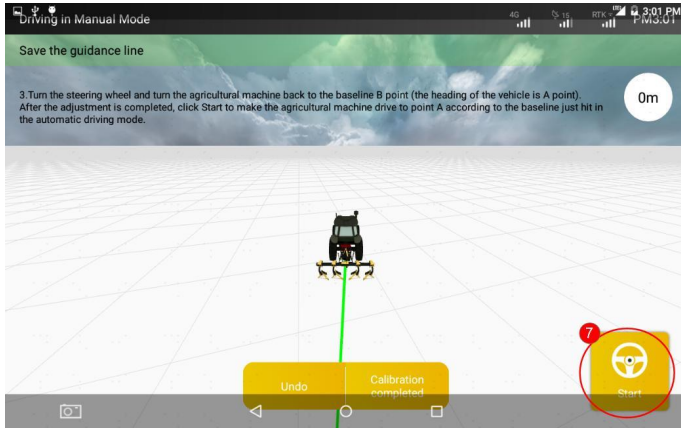 Driving in Manual Mode
4G
15
RTK
3:01 PM
PM3:01
Save the guidance line
3.Turn the steering wheel and turn the agricultural machine back to the baseline B point (the heading of the vehicle is A point).
After the adjustment is completed, click Start to make the agricultural machine drive to point A according to the baseline just hit in
the automatic driving mode.
0m
7
Undo
Calibration
completed
Start